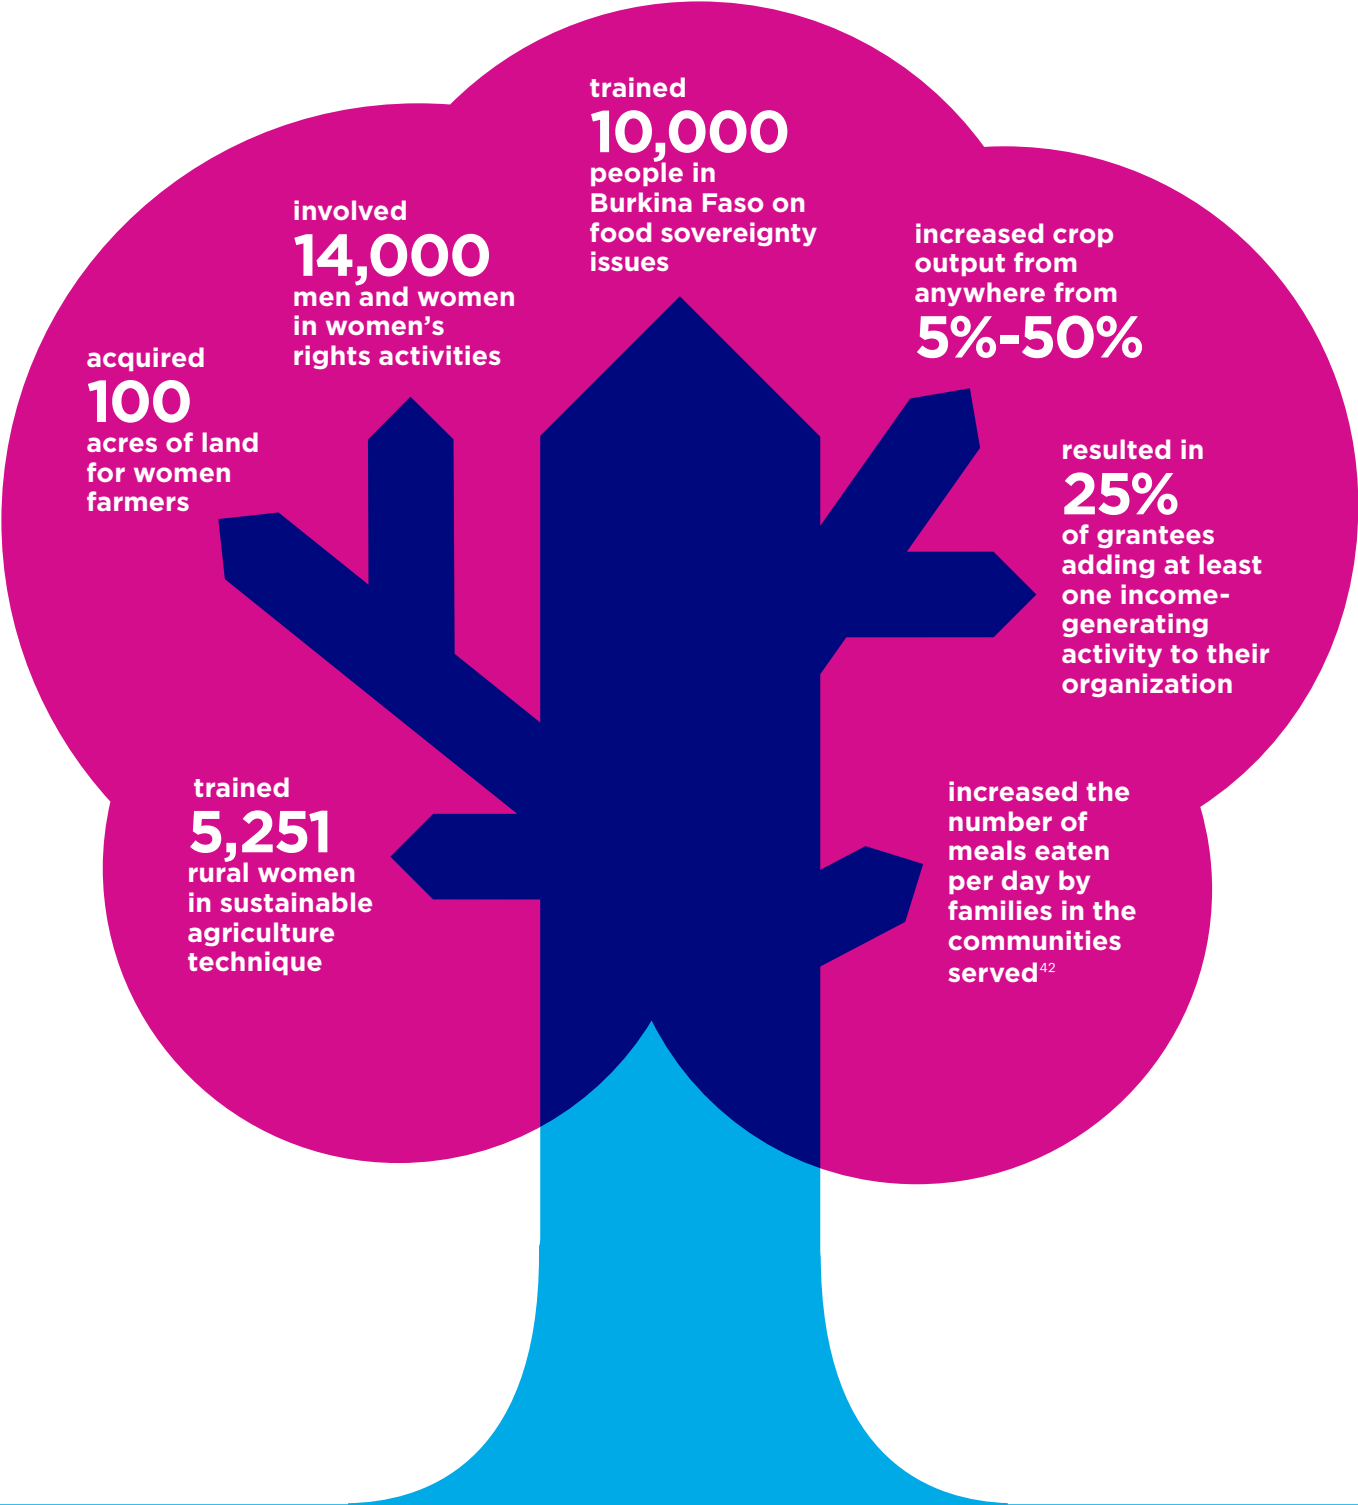 trained
10,000
people in
Burkina Faso on
food sovereignty
issues
involved
14,000
men and women
in women's
rights activities
increased crop
output from
anywhere from
5%-50%
acquired
100
acres of land
for women
farmers
resulted in
25%
of grantees
adding at least
one income-
generating
activity to their
organization
trained
5,251
rural women
in sustainable
agriculture
technique
increased the
number of
meals eaten
per day by
families in the
communities
served42